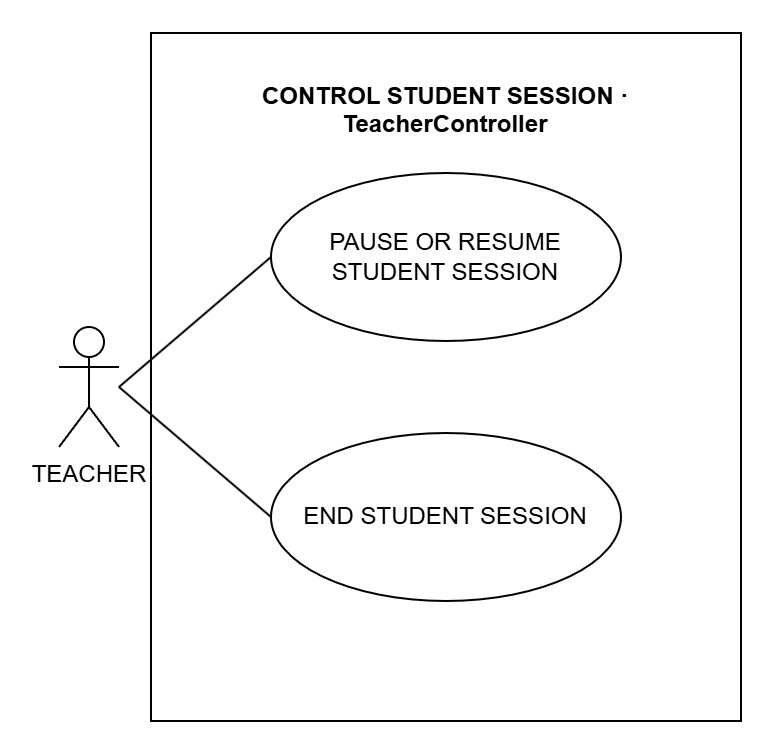 CONTROL STUDENT SESSION ·
TeacherController
PAUSE OR RESUME
STUDENT SESSION
TEACHER
END STUDENT SESSION